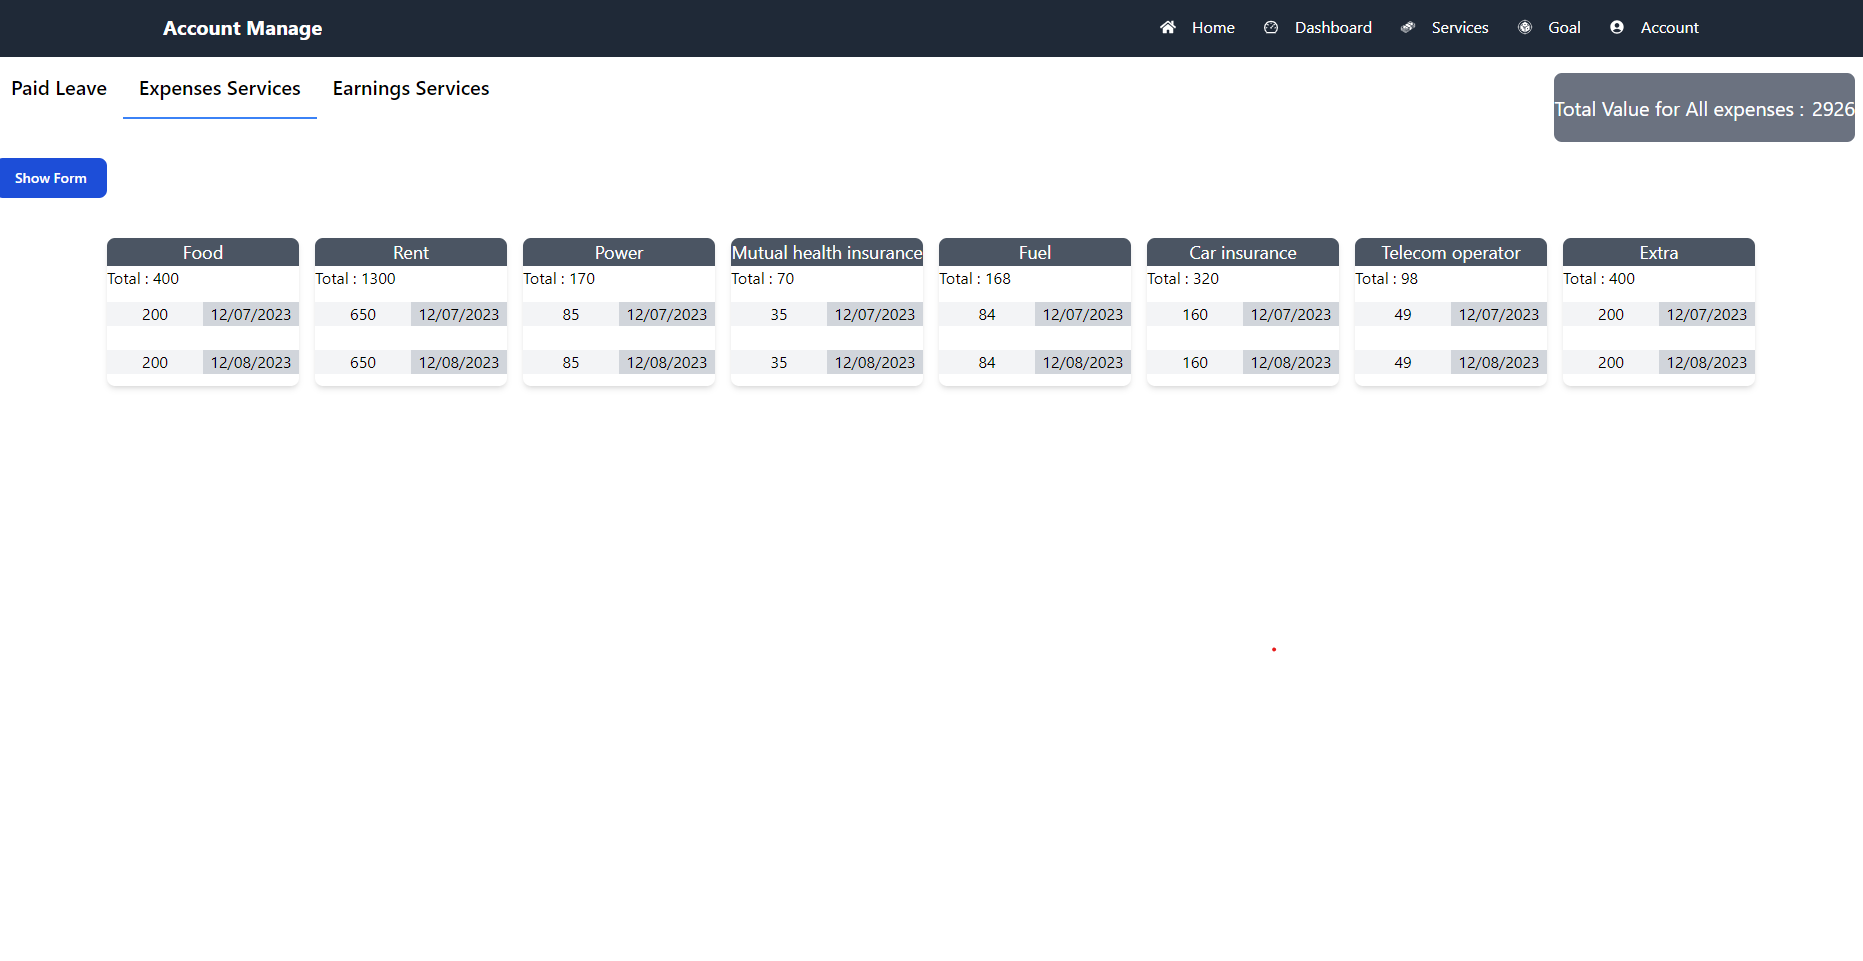 Account Manage
Home Dashboard Services Goal Account
Paid Leave Expenses Services Earnings Services
Total Value for All expenses : 2926
Show Form
Food Rent Power Mutual health insurance Fuel Car insurance Telecom operator Extra
Total : 400 Total : 1300 Total : 170 Total : 70 Total : 168 Total : 320 Total : 98 Total : 400
200 12/07/2023 650 12/07/2023 85 12/07/2023 35 12/07/2023 84 12/07/2023 160 12/07/2023 49 12/07/2023 200 12/07/2023
200 12/08/2023 650 12/08/2023 85 12/08/2023 35 12/08/2023 84 12/08/2023 160 12/08/2023 49 12/08/2023 200 12/08/2023